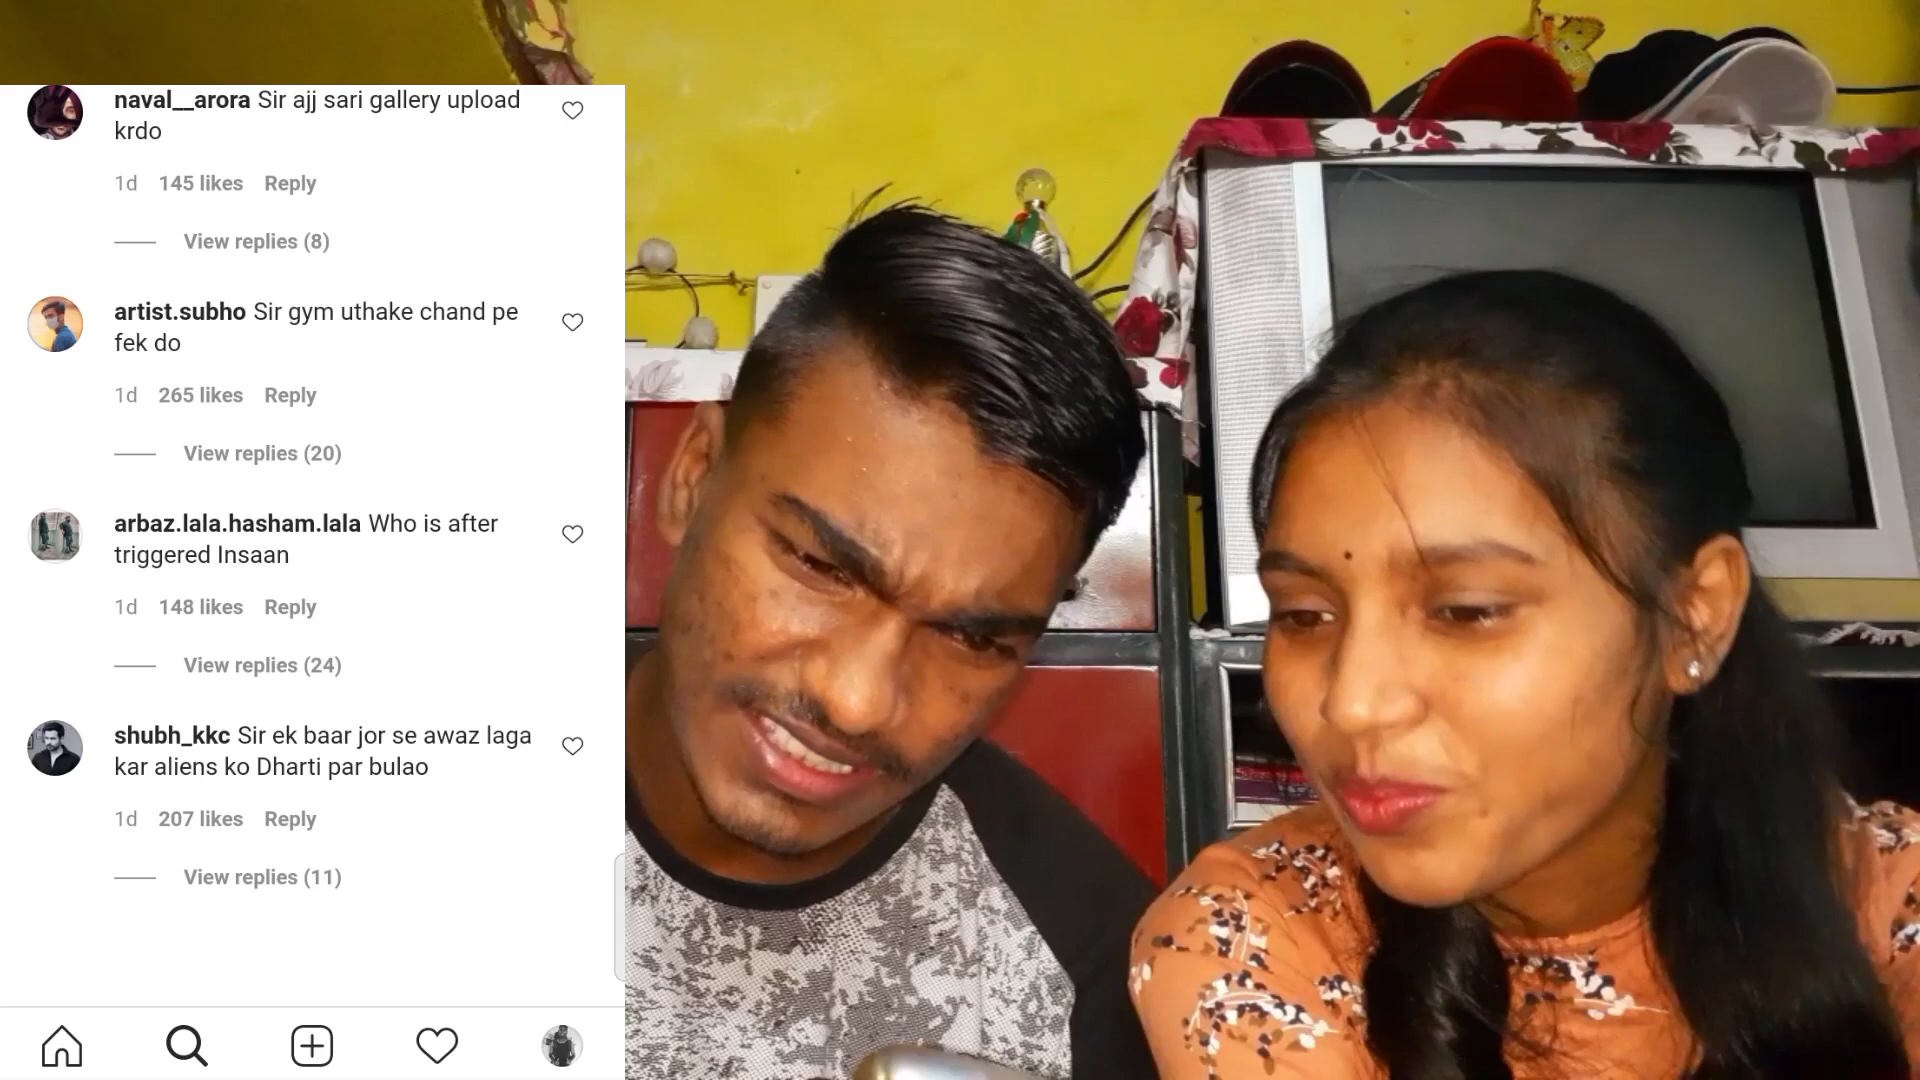 naval__arora Sir ajj sari gallery upload
krdo
1d 145 likes Reply
View replies (8)
artist.subho Sir gym uthake chand pe
fek do
1d 265 likes Reply
View replies (20)
arbaz.lala.hasham.lala Who is after
triggered Insaan
1d 148 likes Reply
View replies (24)
shubh_kkc Sir ek baar jor se awaz laga
kar aliens ko Dharti par bulao
1d 207 likes Reply
View replies (11)